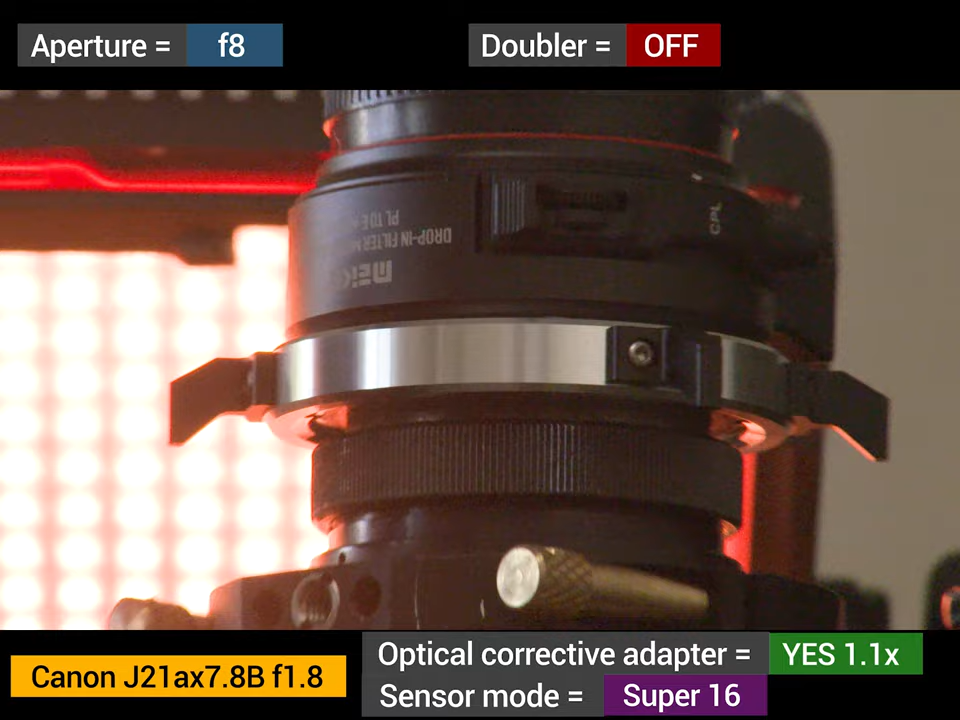 Aperture = f8
Doubler = OFF
CPL
PL TO E
DROP-IN FILTER M
Canon J21ax7.8B f1.8
Optical corrective adapter = YES 1.1x
Sensor mode = Super 16